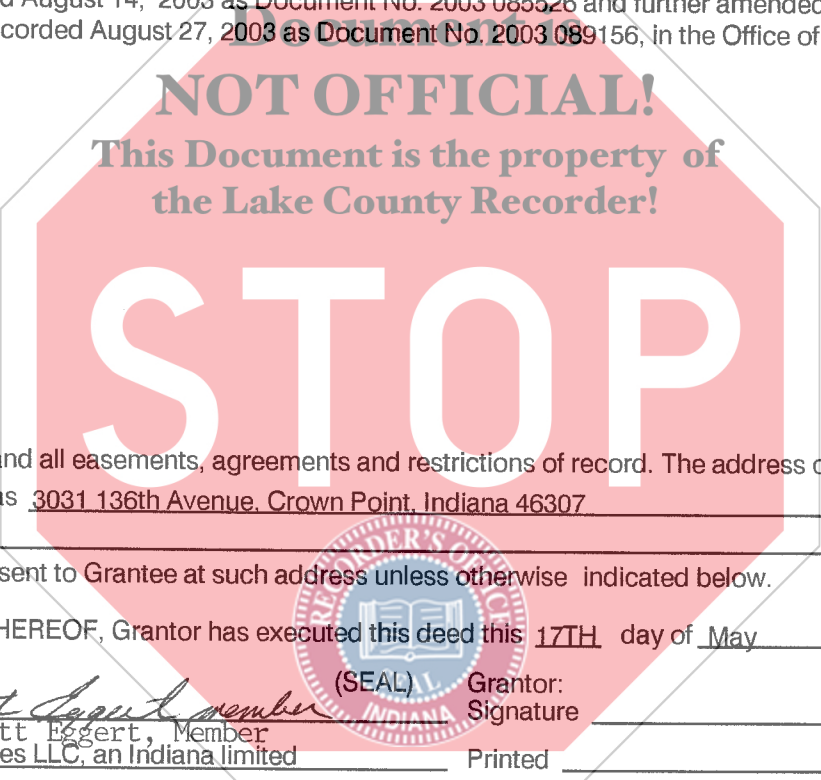 d August 14, 2003 as Document No. 2003 085526 and further amended
Document is
corded August 27, 2003 as Document No. 2003 089156, in the Office of
NOT OFFICIAL!
This Document is the property of
the Lake County Recorder!
STOP
and all easements, agreements and restrictions of record. The address o
as 3031 136th Avenue, Crown Point, Indiana 46307
RECORDER'S OFFICE
sent to Grantee at such address unless otherwise indicated below.
HEREOF, Grantor has executed this deed this 17TH day of May
(SEAL) Grantor:
SEAL
t Eggert member Signature
INDIANA
tt Eggert, Member
es LLC, an Indiana limited Printed